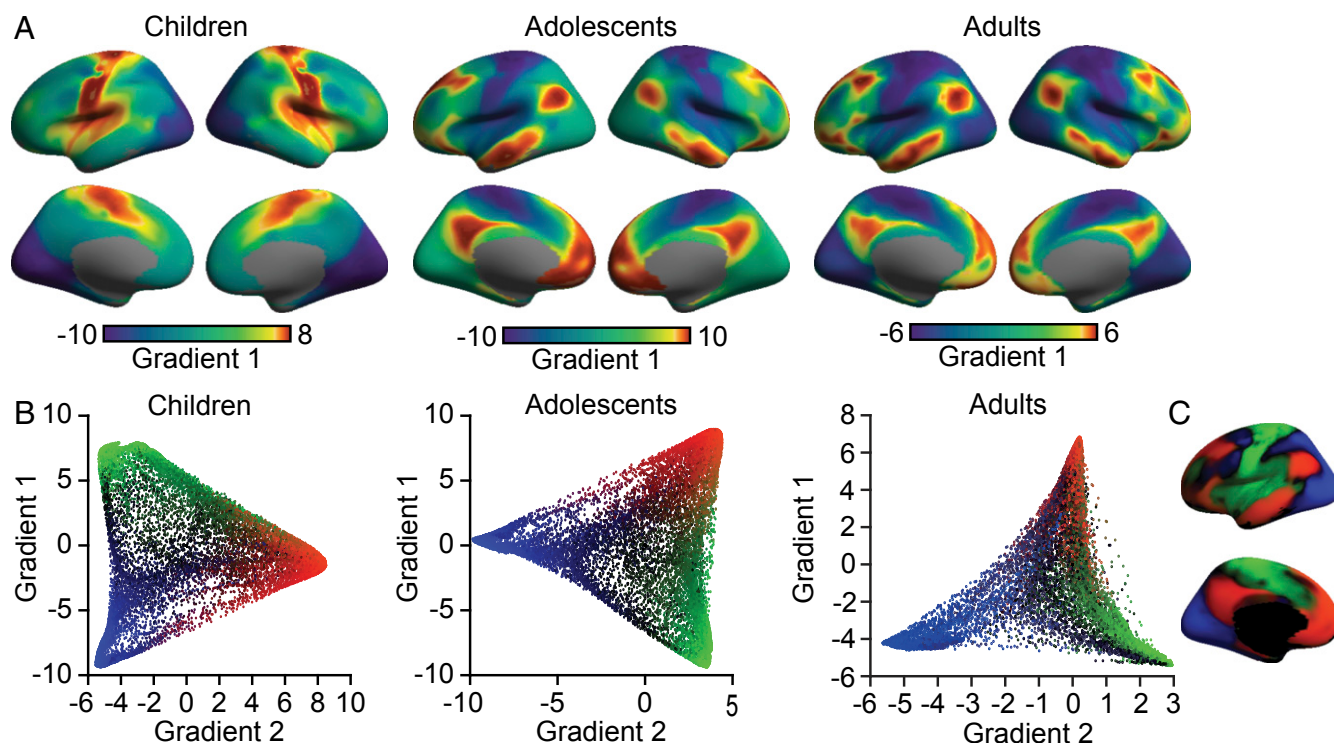 A
Children
Adolescents
Adults
-10 8
Gradient 1
-10 10
Gradient 1
-6 6
Gradient 1
B
Children
10
5
0
-5
-10
Gradient 1
-6 -4 -2 0 2 4 6 8 10
Gradient 2
Adolescents
10
5
0
-5
-10
Gradient 1
-10 -5 0 5
Gradient 2
Adults
8
6
4
2
0
-2
-4
-6
Gradient 1
-6 -5 -4 -3 -2 -1 0 1 2 3
Gradient 2
C